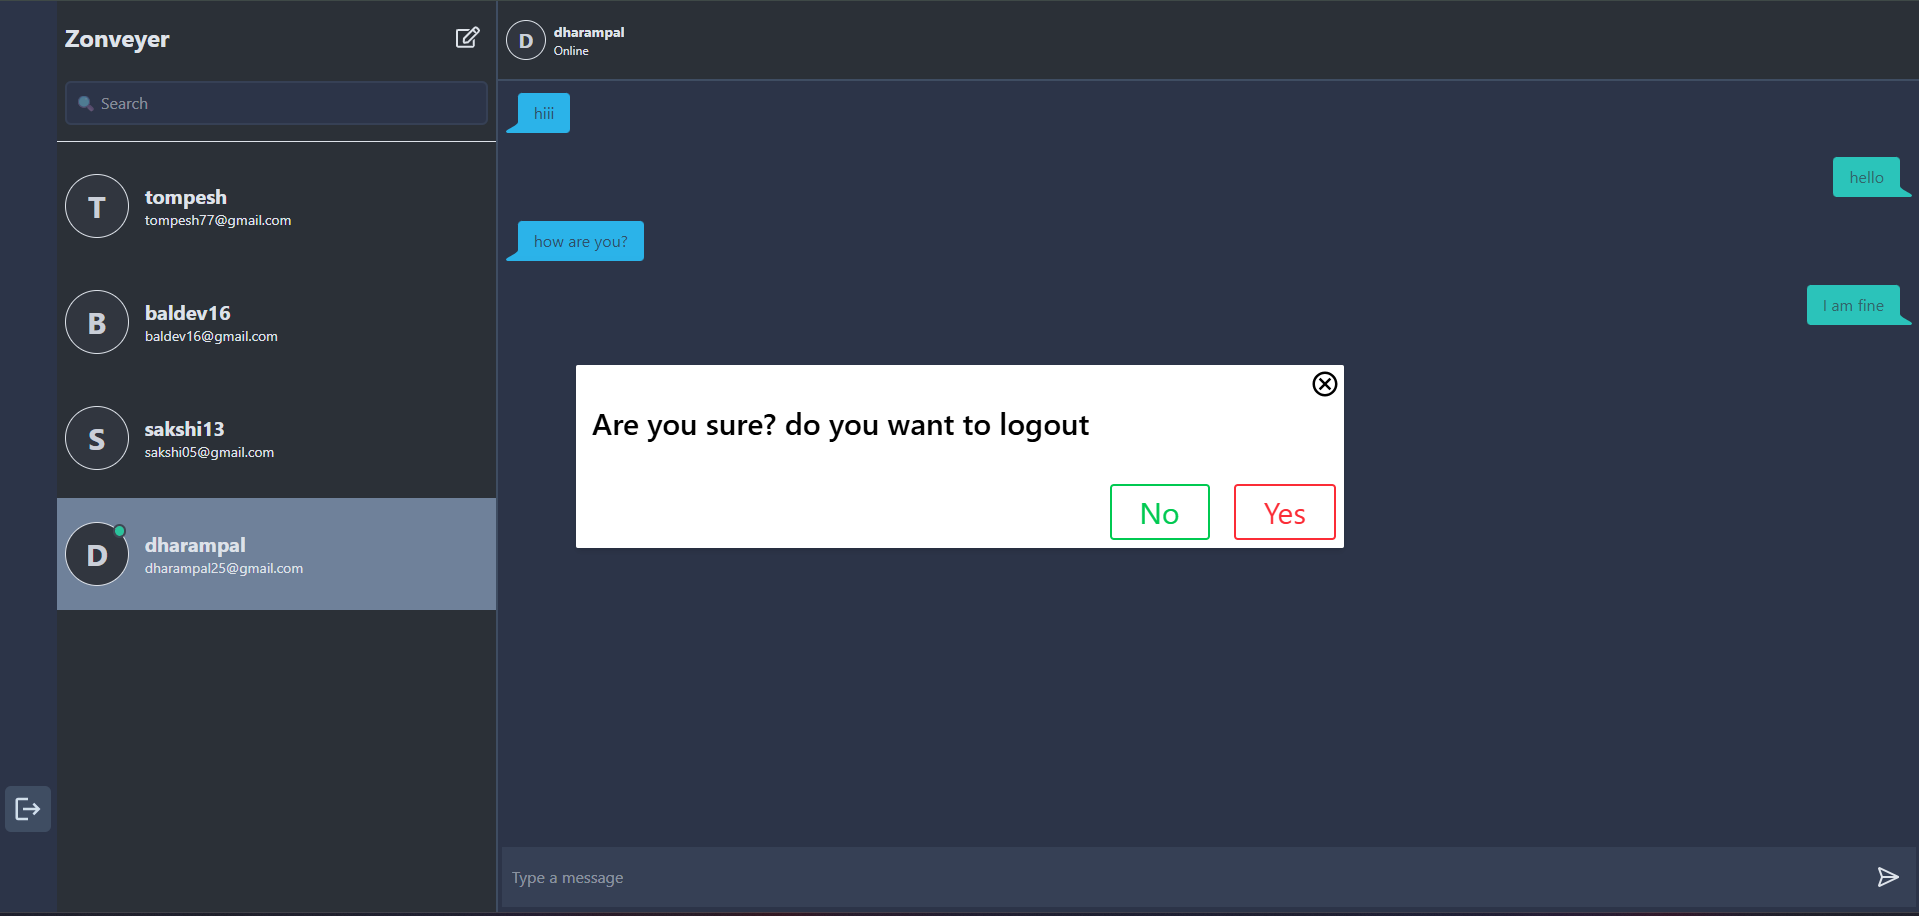 Zonveyer
Search
T
tompesh
tompesh77@gmail.com
B
baldev16
baldev16@gmail.com
S
sakshi13
sakshi05@gmail.com
D
dharampal
dharampal25@gmail.com
D
dharampal
Online
hiii
hello
how are you?
I am fine
Are you sure? do you want to logout
No
Yes
Type a message